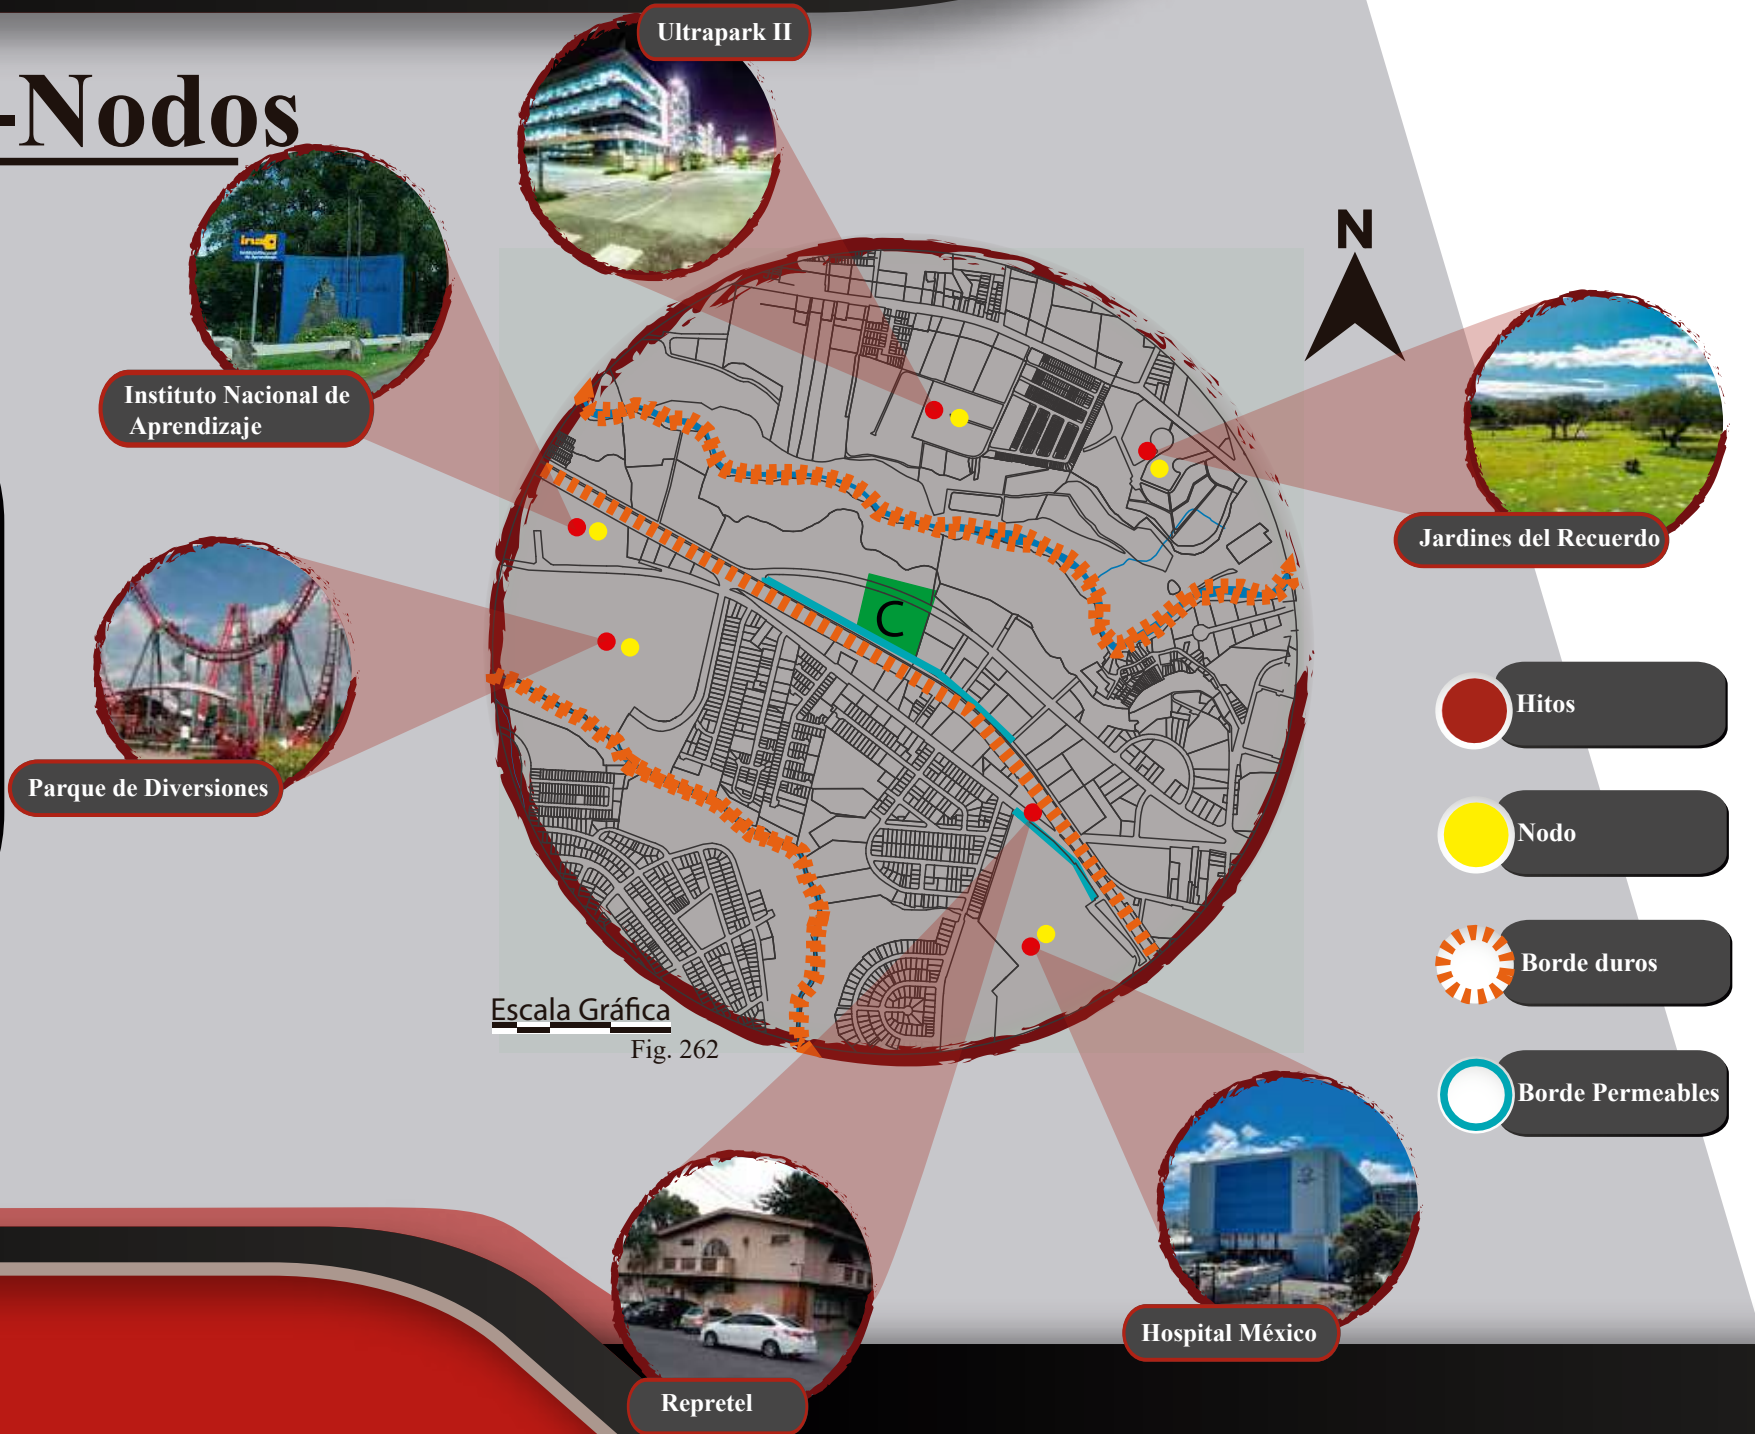 -Nodos
Ultrapark II
ina
Instituto Nacional de
Aprendizaje
N
Jardines del Recuerdo
Parque de Diversiones
C
Hitos
Nodo
Borde duros
Borde Permeables
Escala Gráfica
Fig. 262
Hospital México
Repretel